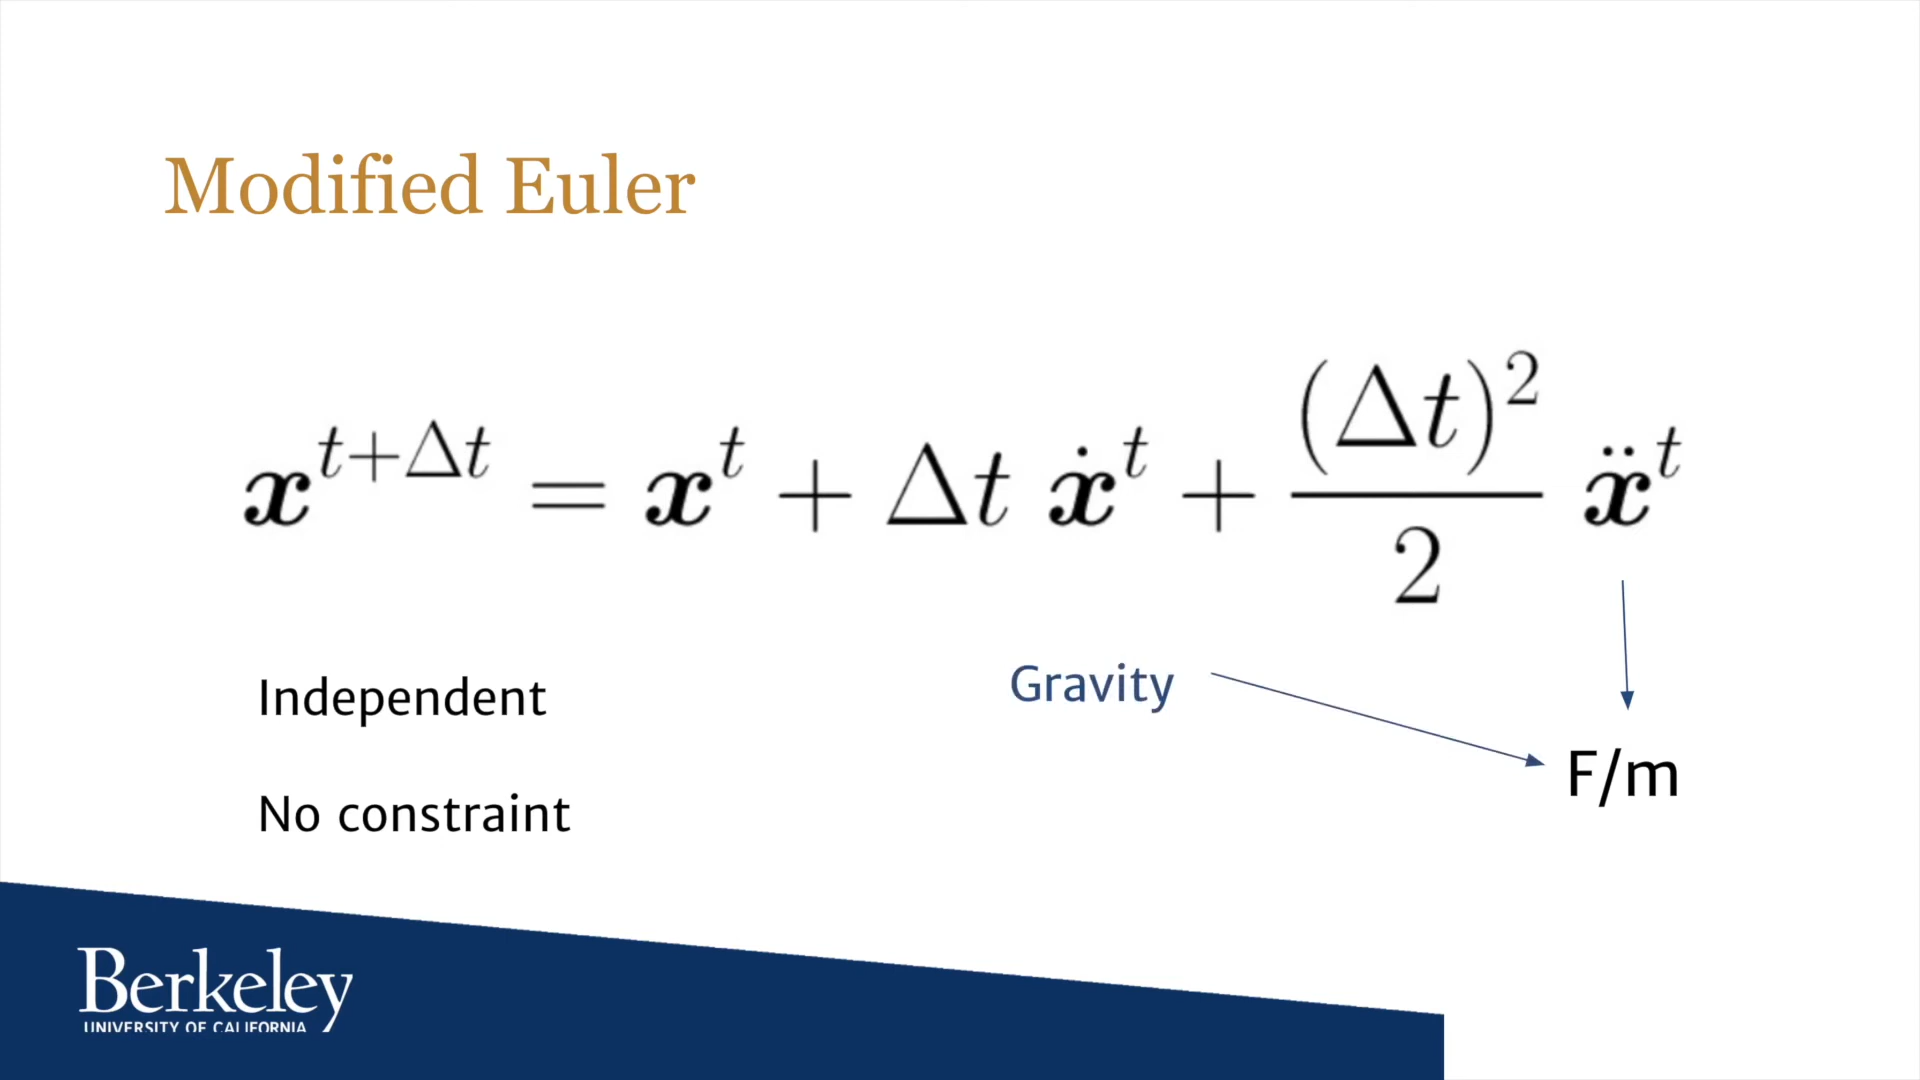 Modified Euler
𝒙^{t+Δt} = 𝒙^t + Δt 𝒙̇^t + (Δt)^2/2 𝒙̈^t
Independent
Gravity
F/m
No constraint
Berkeley
UNIVERSITY OF CALIFORNIA